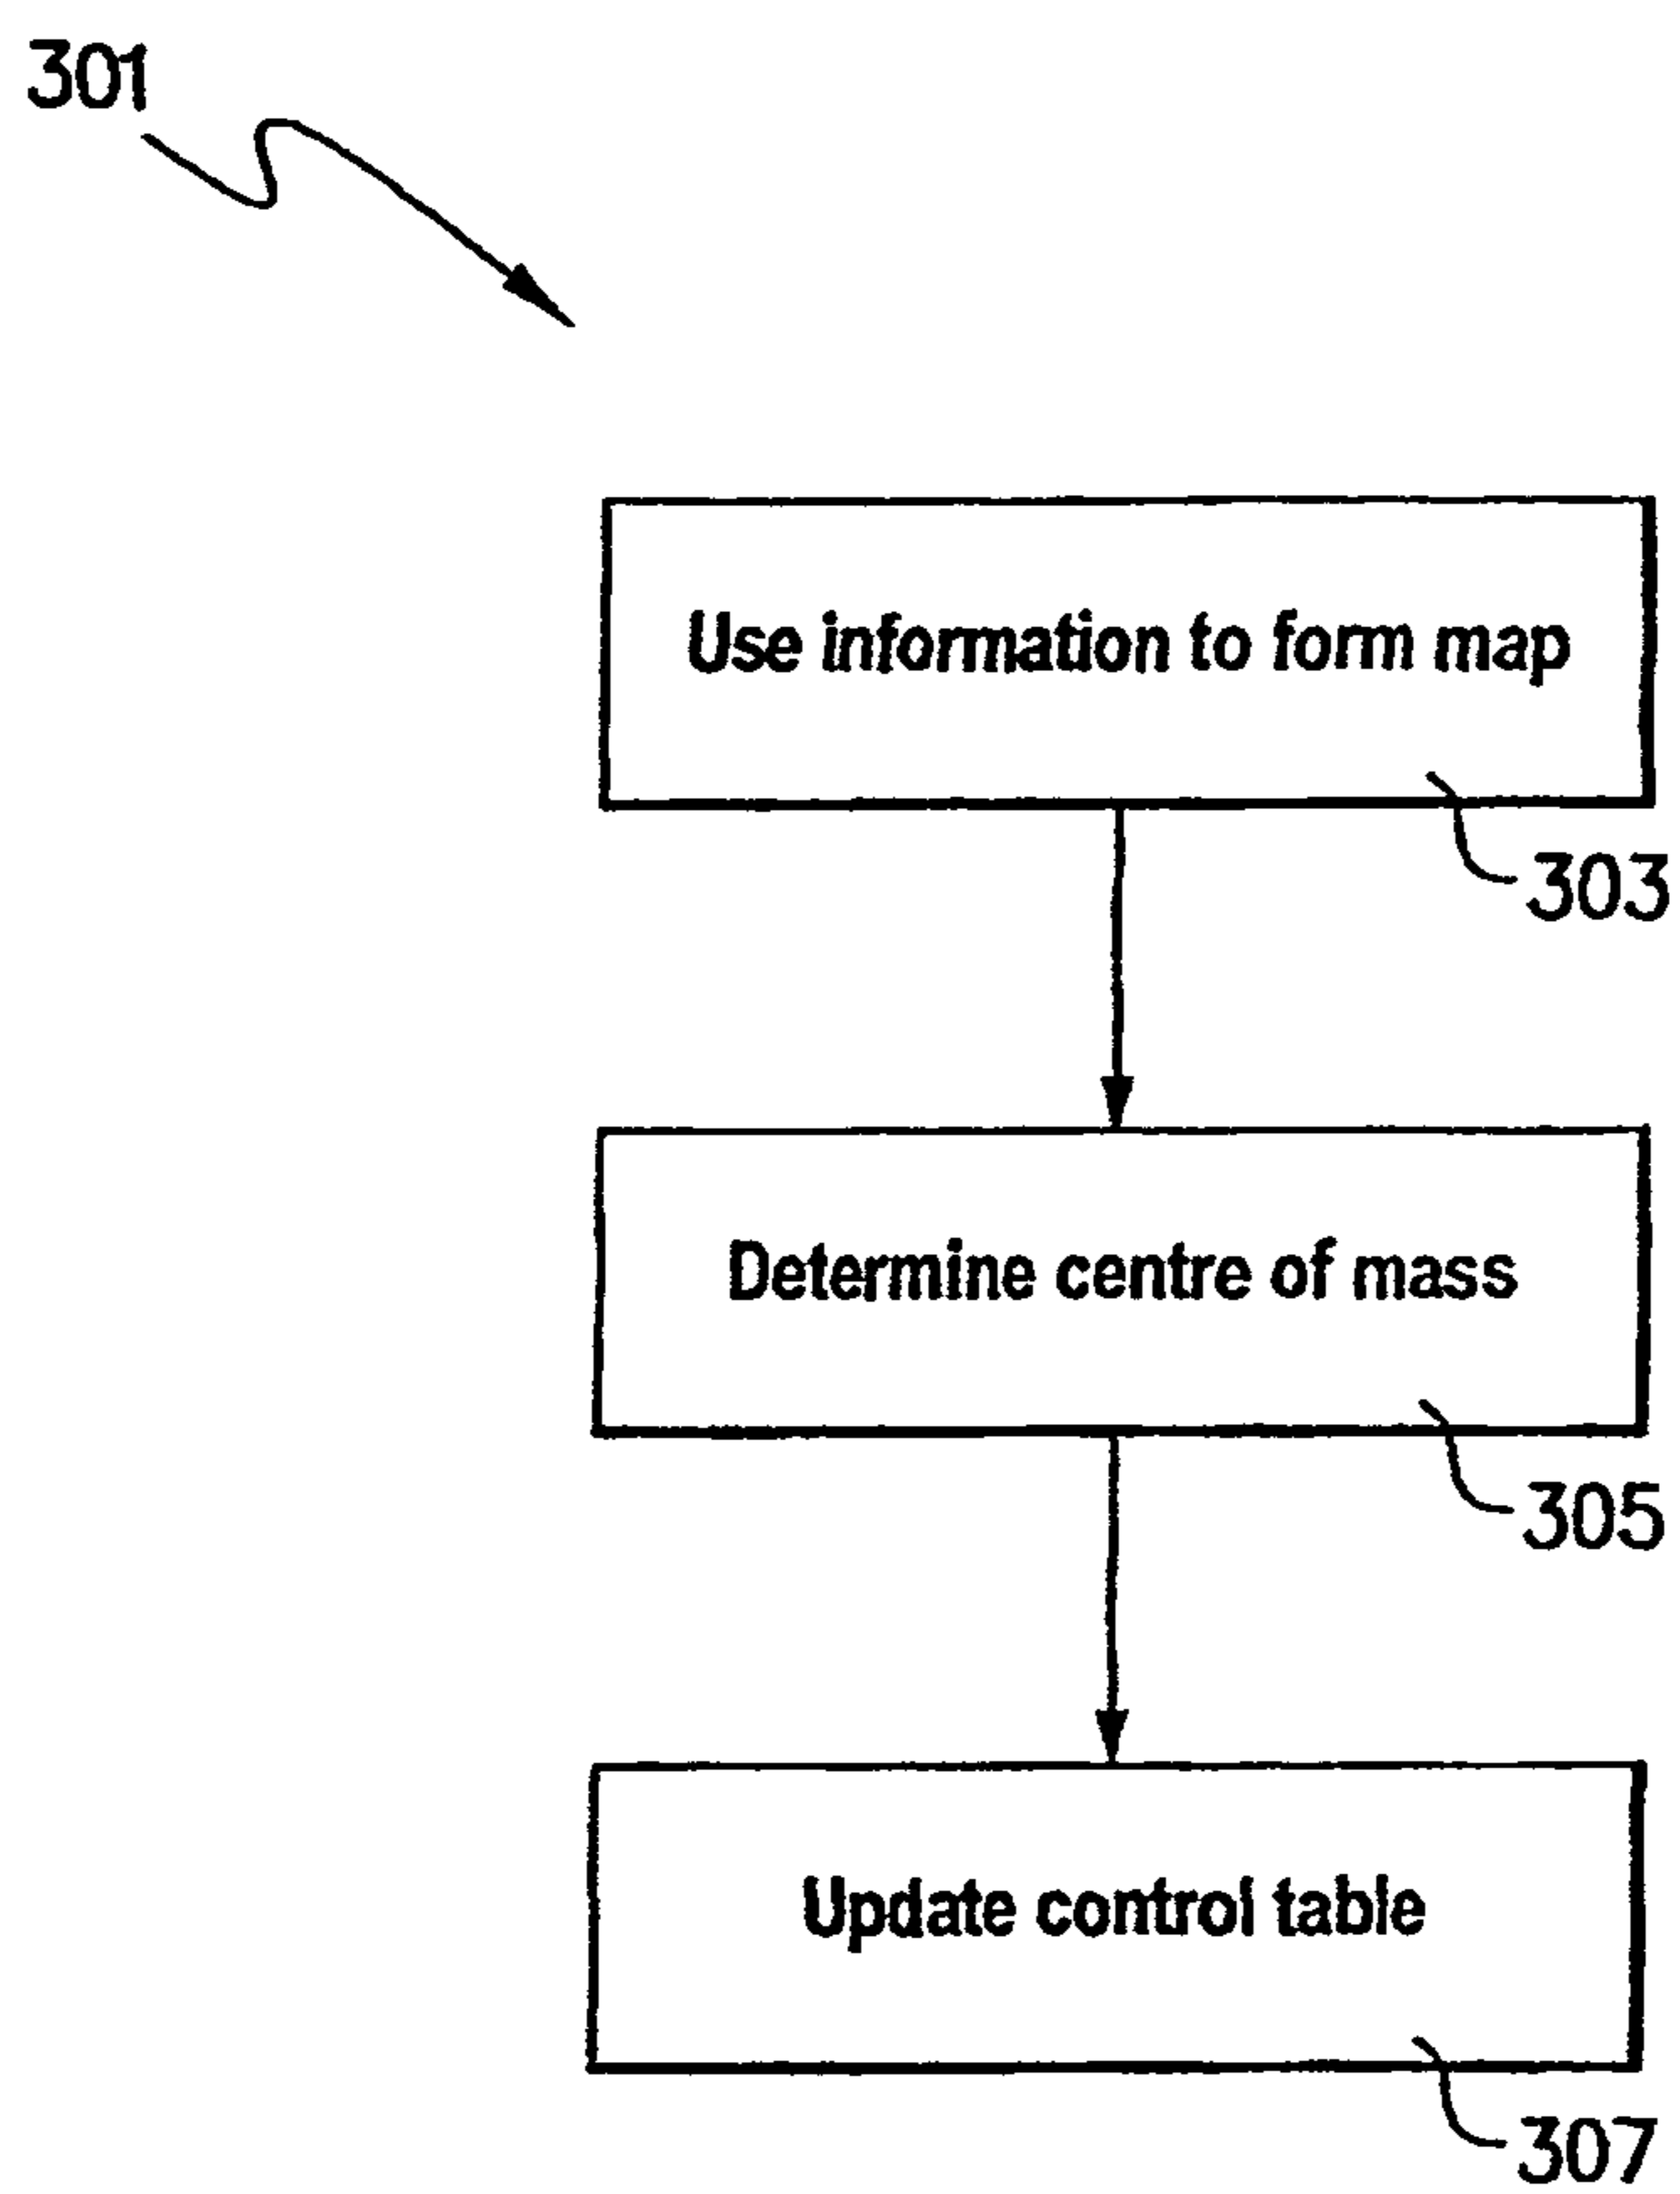 301
Use information to form map
303
Determine centre of mass
305
Update control table
307